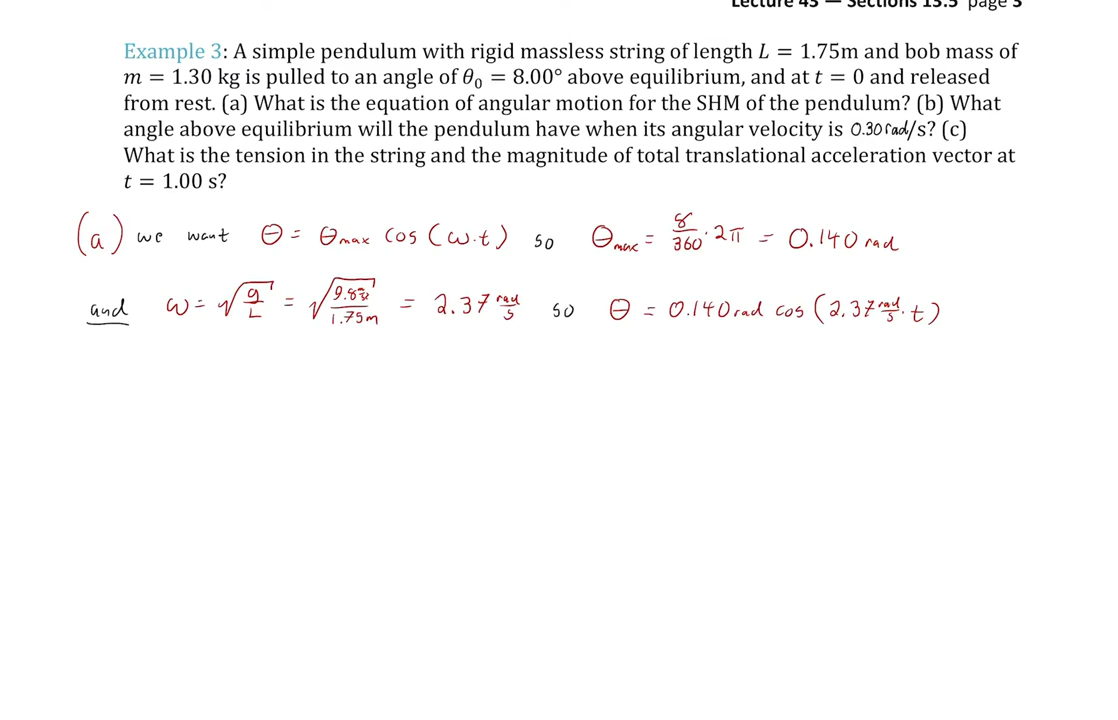 Lecture 43 — Sections 13.5 page 3
Example 3: A simple pendulum with rigid massless string of length L = 1.75m and bob mass of
m = 1.30 kg is pulled to an angle of θ₀ = 8.00° above equilibrium, and at t = 0 and released
from rest. (a) What is the equation of angular motion for the SHM of the pendulum? (b) What
angle above equilibrium will the pendulum have when its angular velocity is 0.30 rad/s? (c)
What is the tension in the string and the magnitude of total translational acceleration vector at
t = 1.00 s?
(a) we want θ = θmax cos(ω·t) so θmax = 8/360 · 2π = 0.140 rad
and ω = √(g/L) = √(9.8 m/s²/1.75m) = 2.37 rad/s so θ = 0.140 rad cos(2.37 rad/s · t)